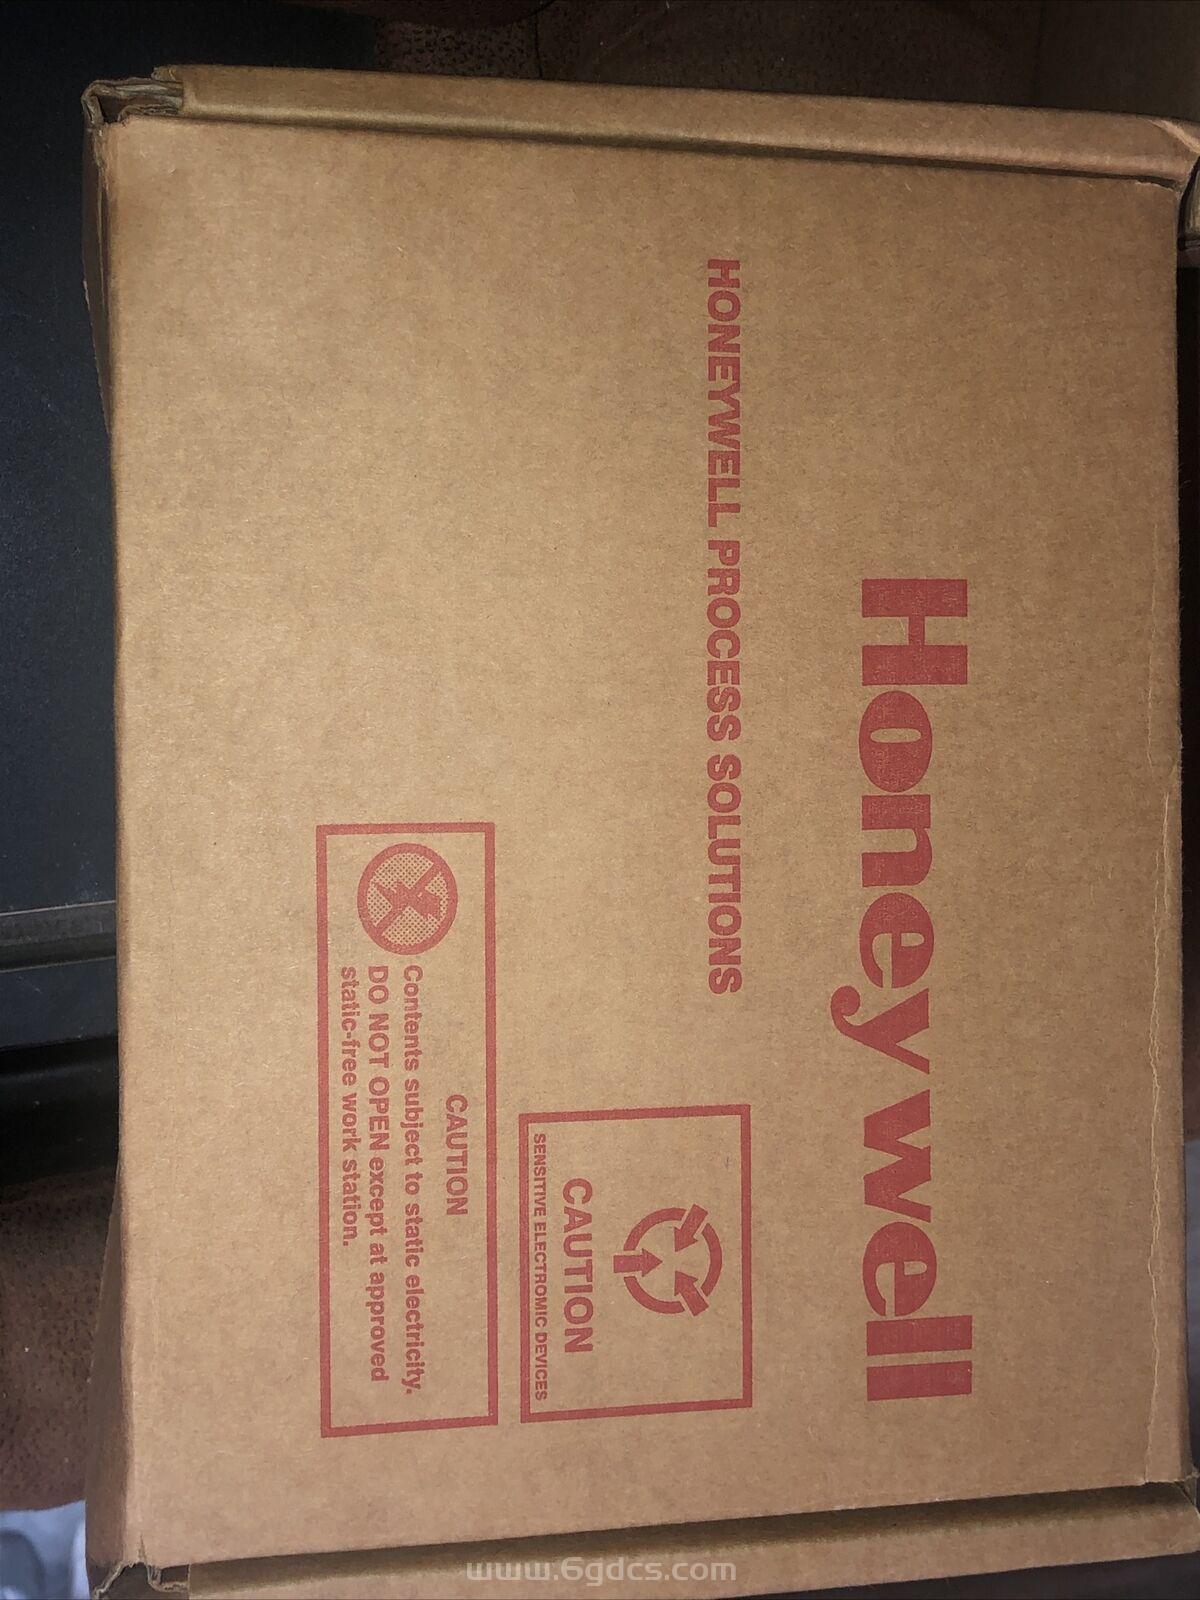 Honeywell
HONEYWELL PROCESS SOLUTIONS
CAUTION
SENSITIVE ELECTROMIC DEVICES
CAUTION
Contents subject to static electricity.
DO NOT OPEN except at approved
static-free work station.
www.6gdcs.com